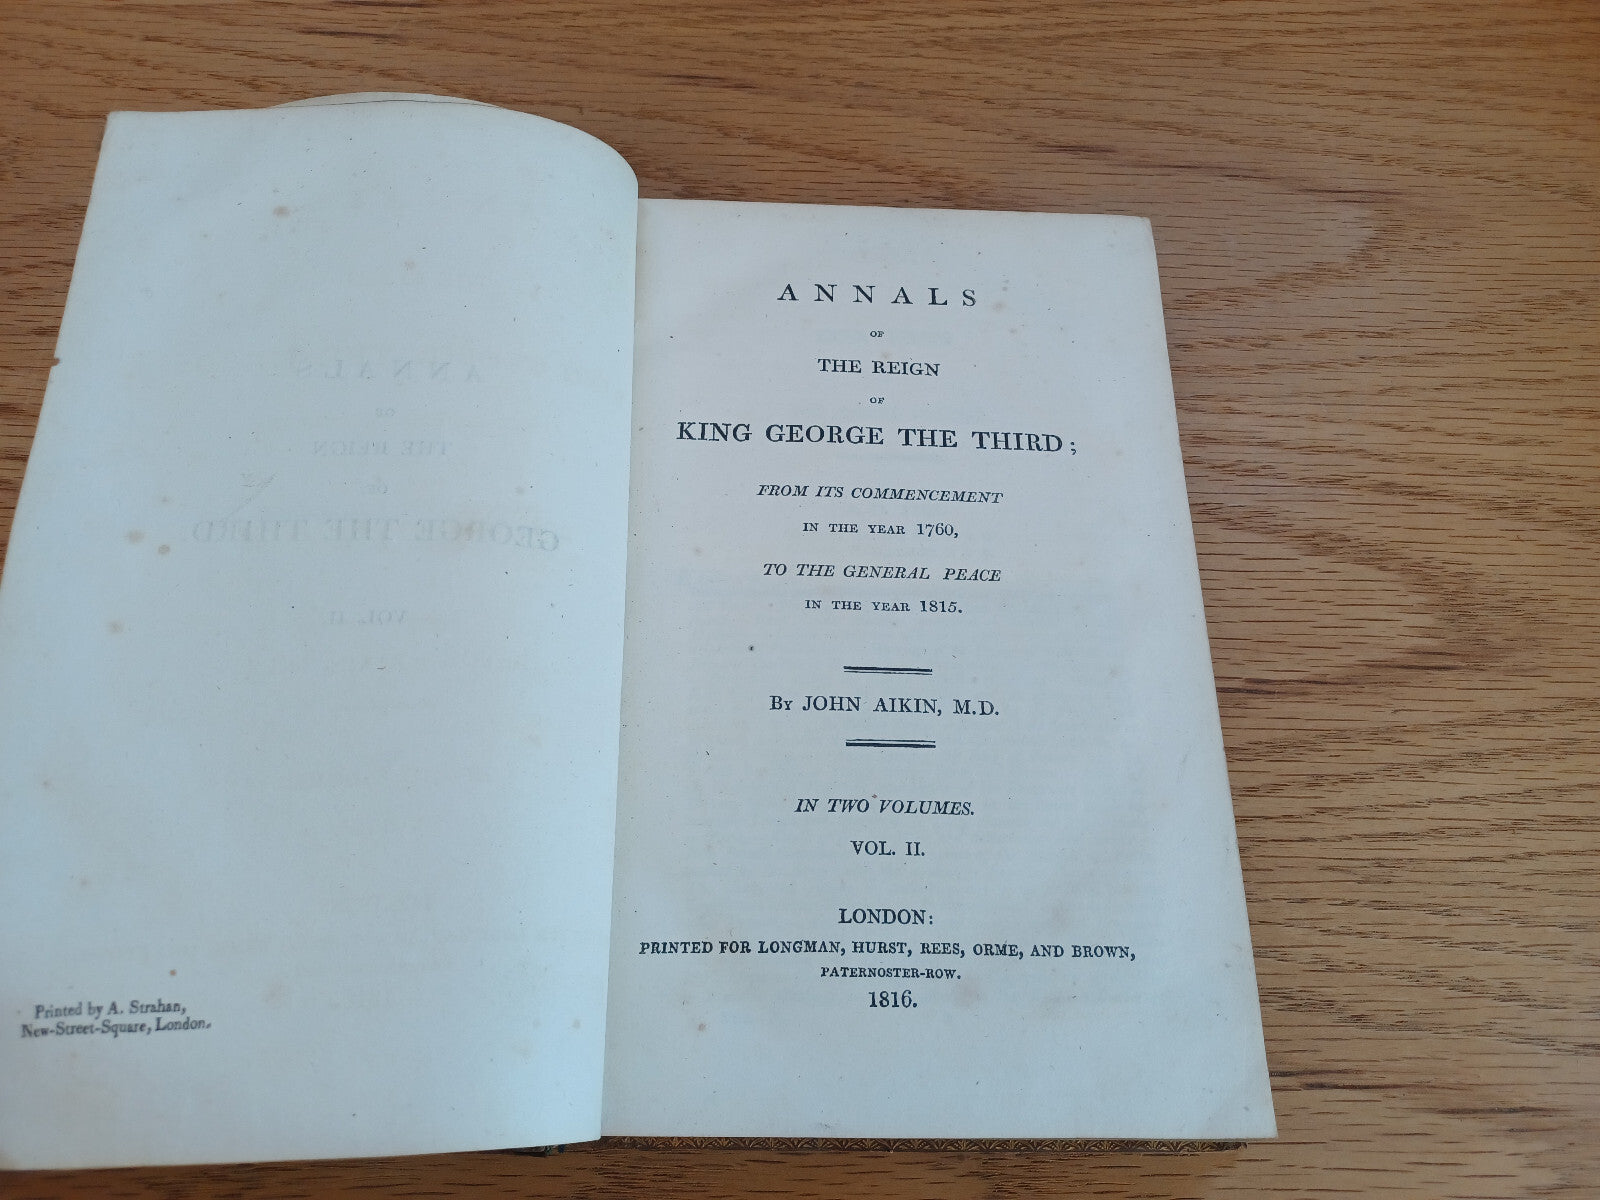 Printed by A. Strahan,
New-Street-Square, London.
ANNALS
OF
THE REIGN
OF
KING GEORGE THE THIRD;
FROM ITS COMMENCEMENT
IN THE YEAR 1760,
TO THE GENERAL PEACE
IN THE YEAR 1815.
By JOHN AIKIN, M.D.
IN TWO VOLUMES.
VOL. II.
LONDON:
PRINTED FOR LONGMAN, HURST, REES, ORME, AND BROWN,
PATERNOSTER-ROW.
1816.